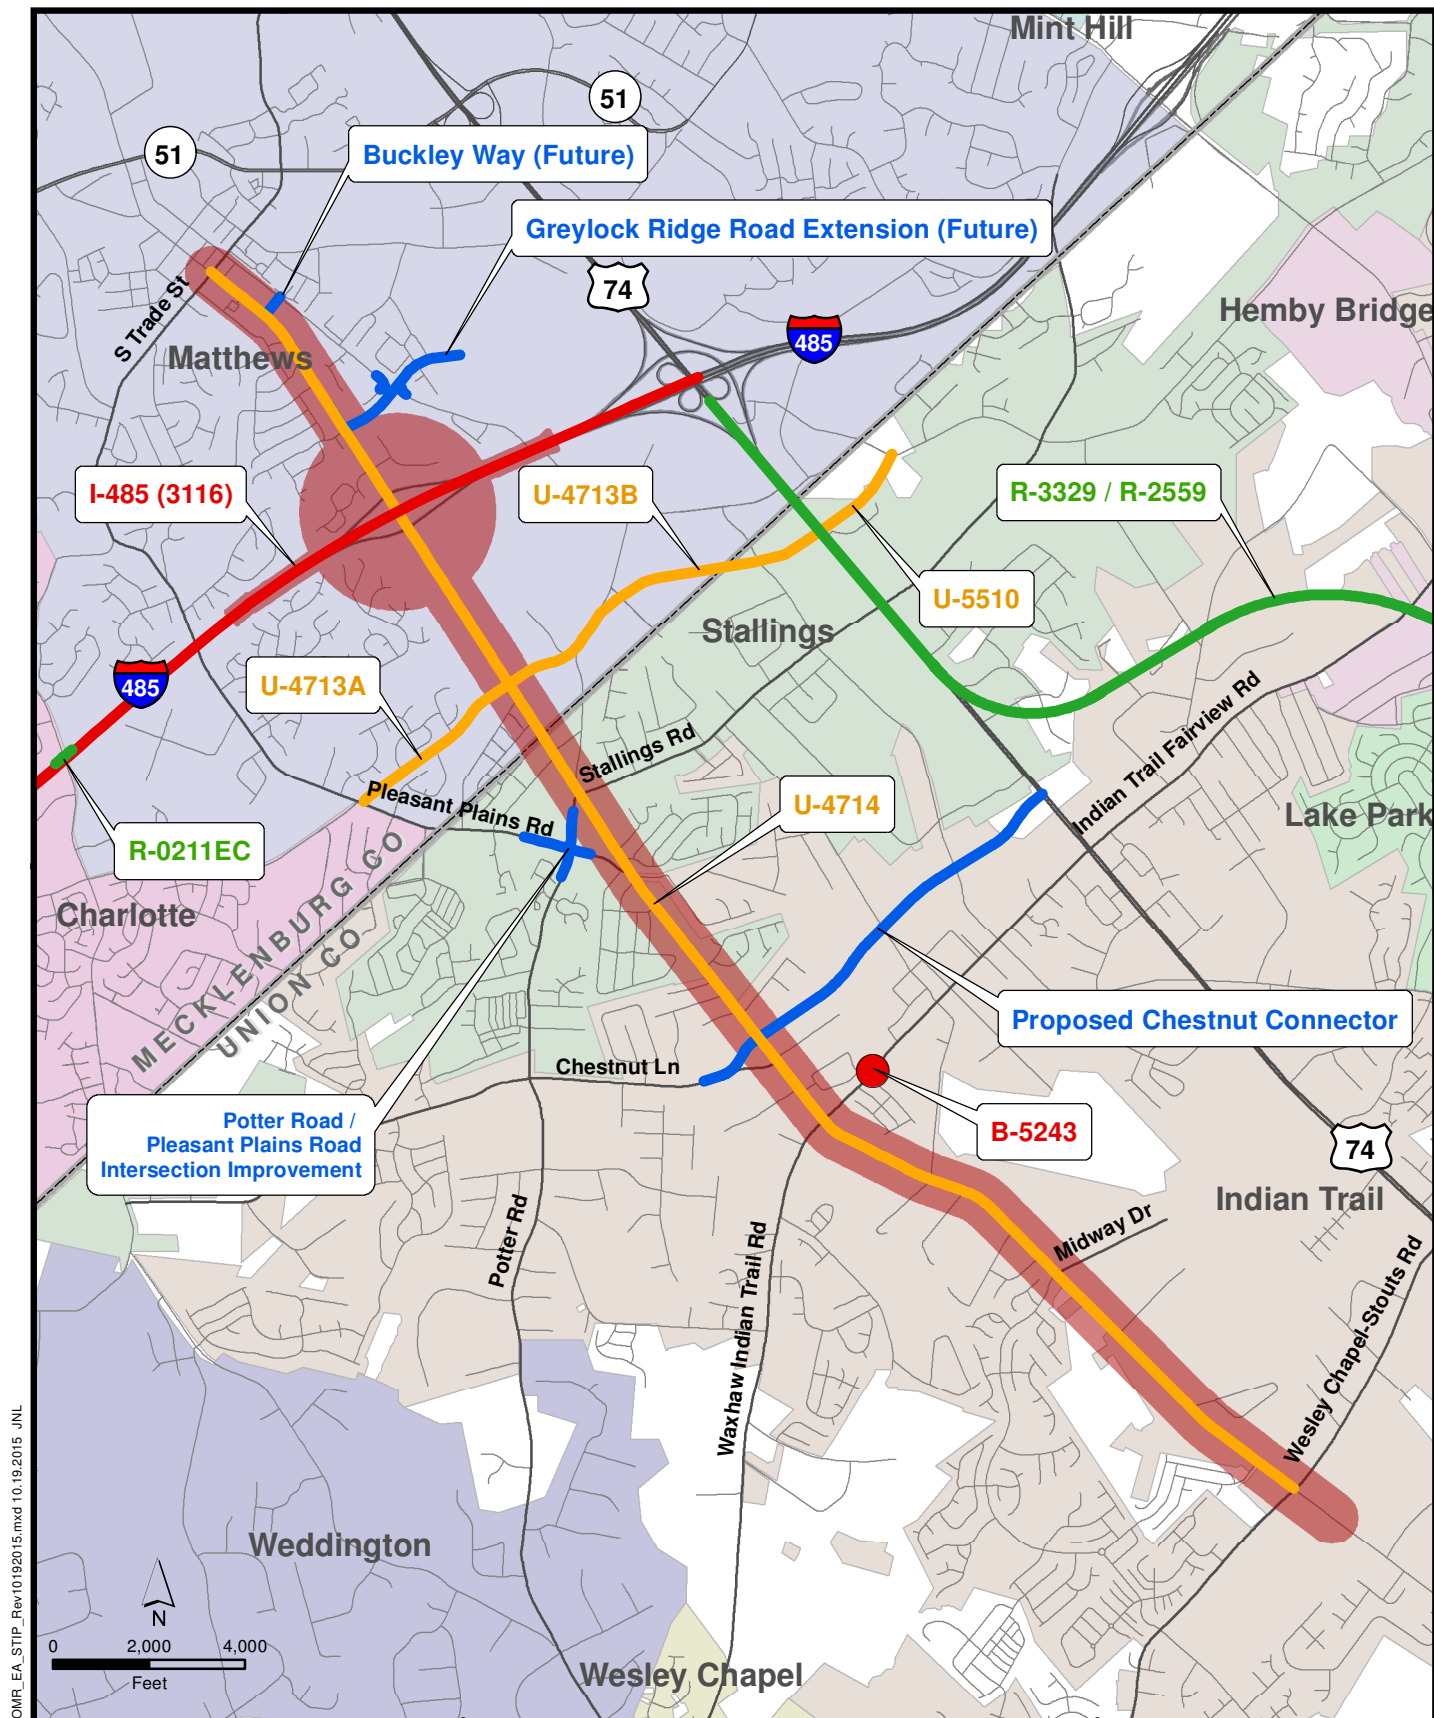 Mint Hill
51
51
Buckley Way (Future)
Greylock Ridge Road Extension (Future)
74
S Trade St
Hemby Bridge
485
Matthews
I-485 (3116)
U-4713B
R-3329 / R-2559
U-5510
Stallings
485
U-4713A
Indian Trail Fairview Rd
Stallings Rd
Pleasant Plains Rd
U-4714
Lake Park
R-0211EC
Charlotte
MECKLENBURG CO
UNION CO
Proposed Chestnut Connector
Chestnut Ln
B-5243
Potter Road /
Pleasant Plains Road
Intersection Improvement
74
Indian Trail
Midway Dr
Potter Rd
Waxhaw Indian Trail Rd
Wesley Chapel-Stouts Rd
Weddington
N
0 2,000 4,000
Feet
Wesley Chapel
OMR_EA_STIP_Rev10192015.mxd 10.19.2015 JNL